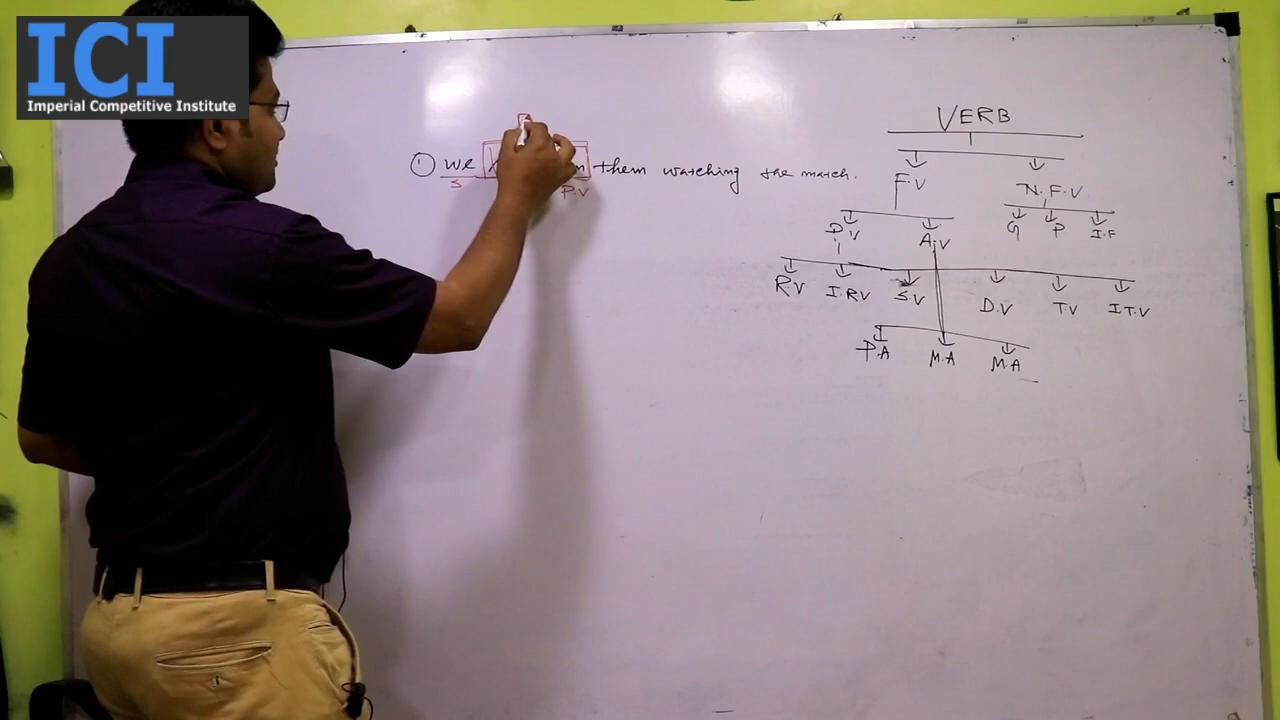 ICI
Imperial Competitive Institute
① We them watching the match.
S P.V
VERB
F.V N.F.V
D.V A.V G P I.F
R.V I.R.V S.V D.V T.V I.T.V
P.A M.A M.A